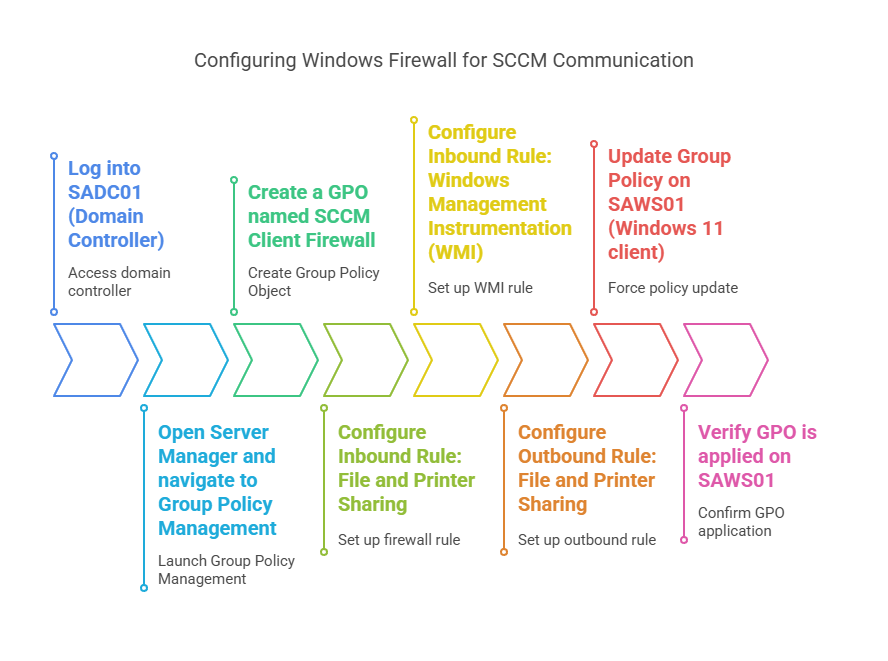 Configuring Windows Firewall for SCCM Communication
Log into
SADC01
(Domain
Controller)
Access domain
controller
Open Server
Manager and
navigate to
Group Policy
Management
Launch Group Policy
Management
Create a GPO
named SCCM
Client Firewall
Create Group Policy
Object
Configure
Inbound Rule:
File and Printer
Sharing
Set up firewall rule
Configure
Inbound Rule:
Windows
Management
Instrumentation
(WMI)
Set up WMI rule
Configure
Outbound Rule:
File and Printer
Sharing
Set up outbound rule
Update Group
Policy on
SAWS01
(Windows 11
client)
Force policy update
Verify GPO is
applied on
SAWS01
Confirm GPO
application